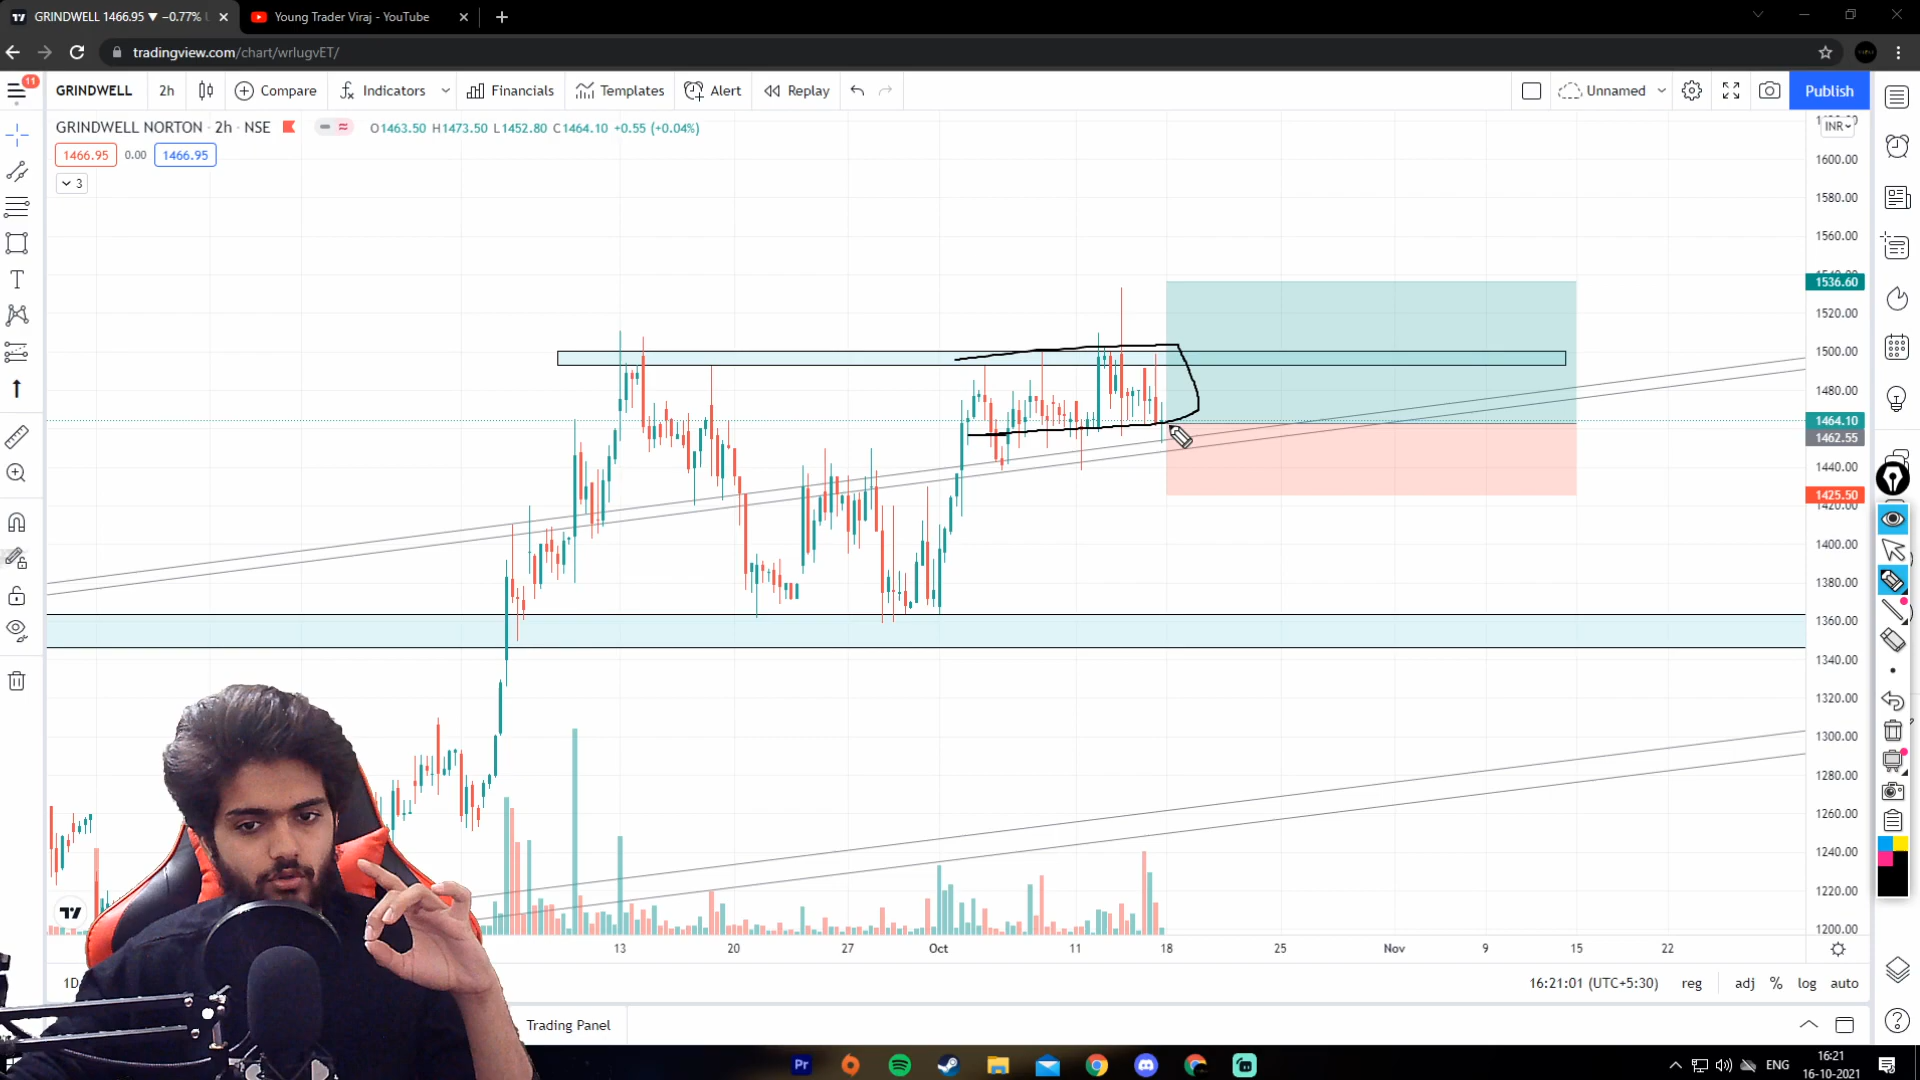 GRINDWELL 1466.95 ▼ −0.77%
Young Trader Viraj - YouTube
tradingview.com/chart/wrlugvET/
11
GRINDWELL 2h Compare Indicators Financials Templates Alert Replay Unnamed Publish
GRINDWELL NORTON · 2h · NSE O1463.50 H1473.50 L1452.80 C1464.10 +0.55 (+0.04%)
INR
1466.95 0.00 1466.95
3
1600.00
1580.00
1560.00
1536.60
1520.00
1500.00
1480.00
1464.10
1462.55
1440.00
1425.50
1420.00
1400.00
1380.00
1360.00
1340.00
1320.00
1300.00
1280.00
1260.00
1240.00
1220.00
1200.00
13 20 27 Oct 11 18 25 Nov 9 15 22
16:21:01 (UTC+5:30) reg adj % log auto
Trading Panel
Pr
ENG
16:21
16-10-2021